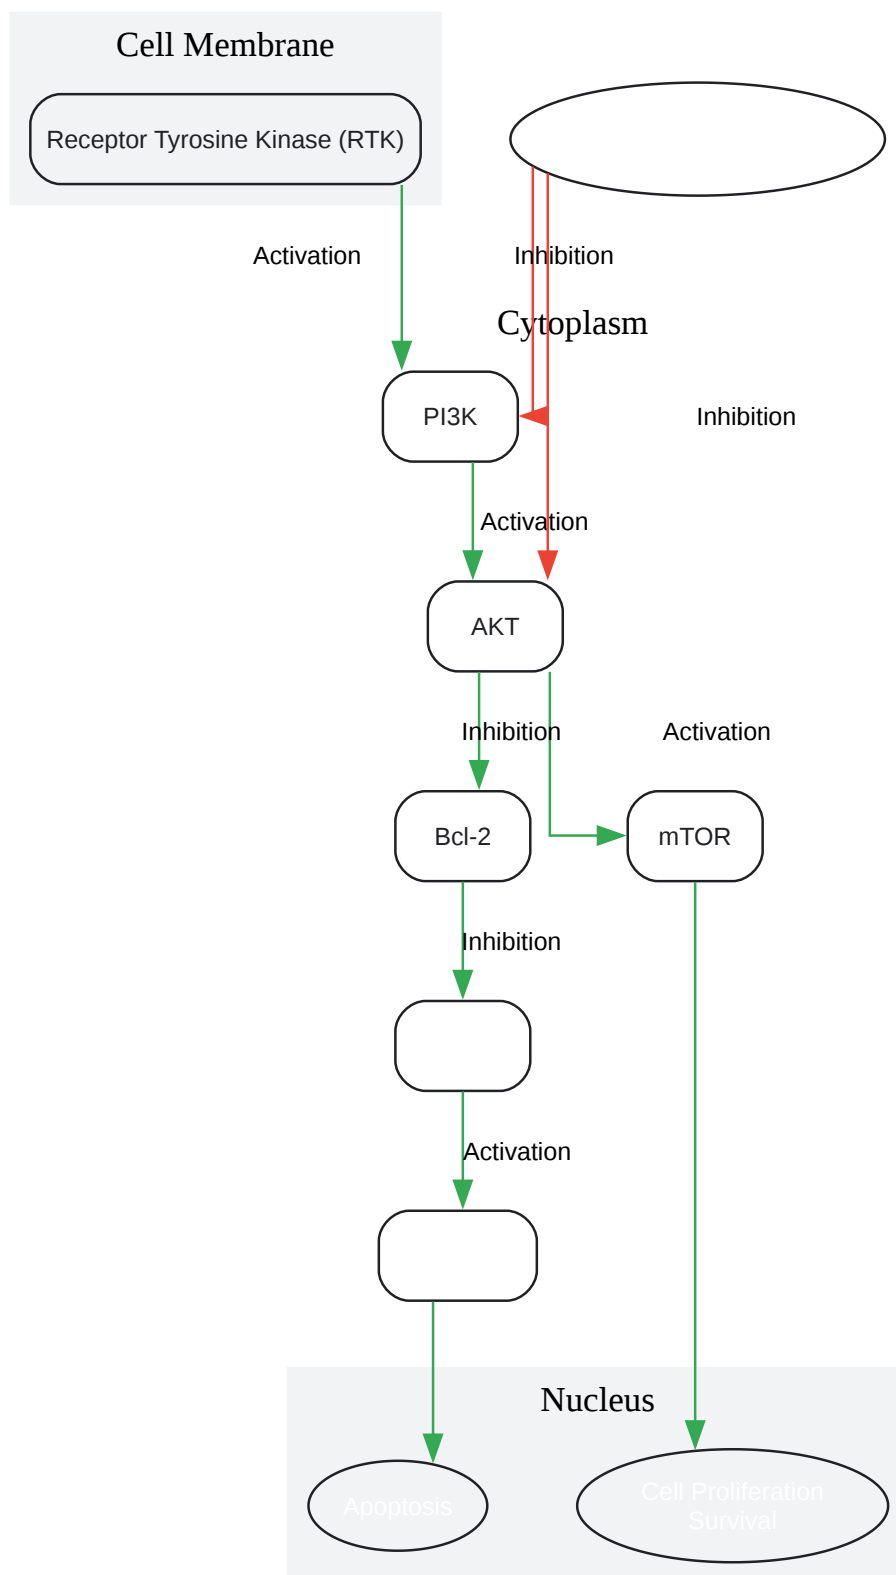 Cell Membrane
Receptor Tyrosine Kinase (RTK)
Activation
Inhibition
Cytoplasm
PI3K
Inhibition
Activation
AKT
Inhibition
Activation
Bcl-2
mTOR
Inhibition
Activation
Nucleus
Apoptosis
Cell Proliferation
Survival